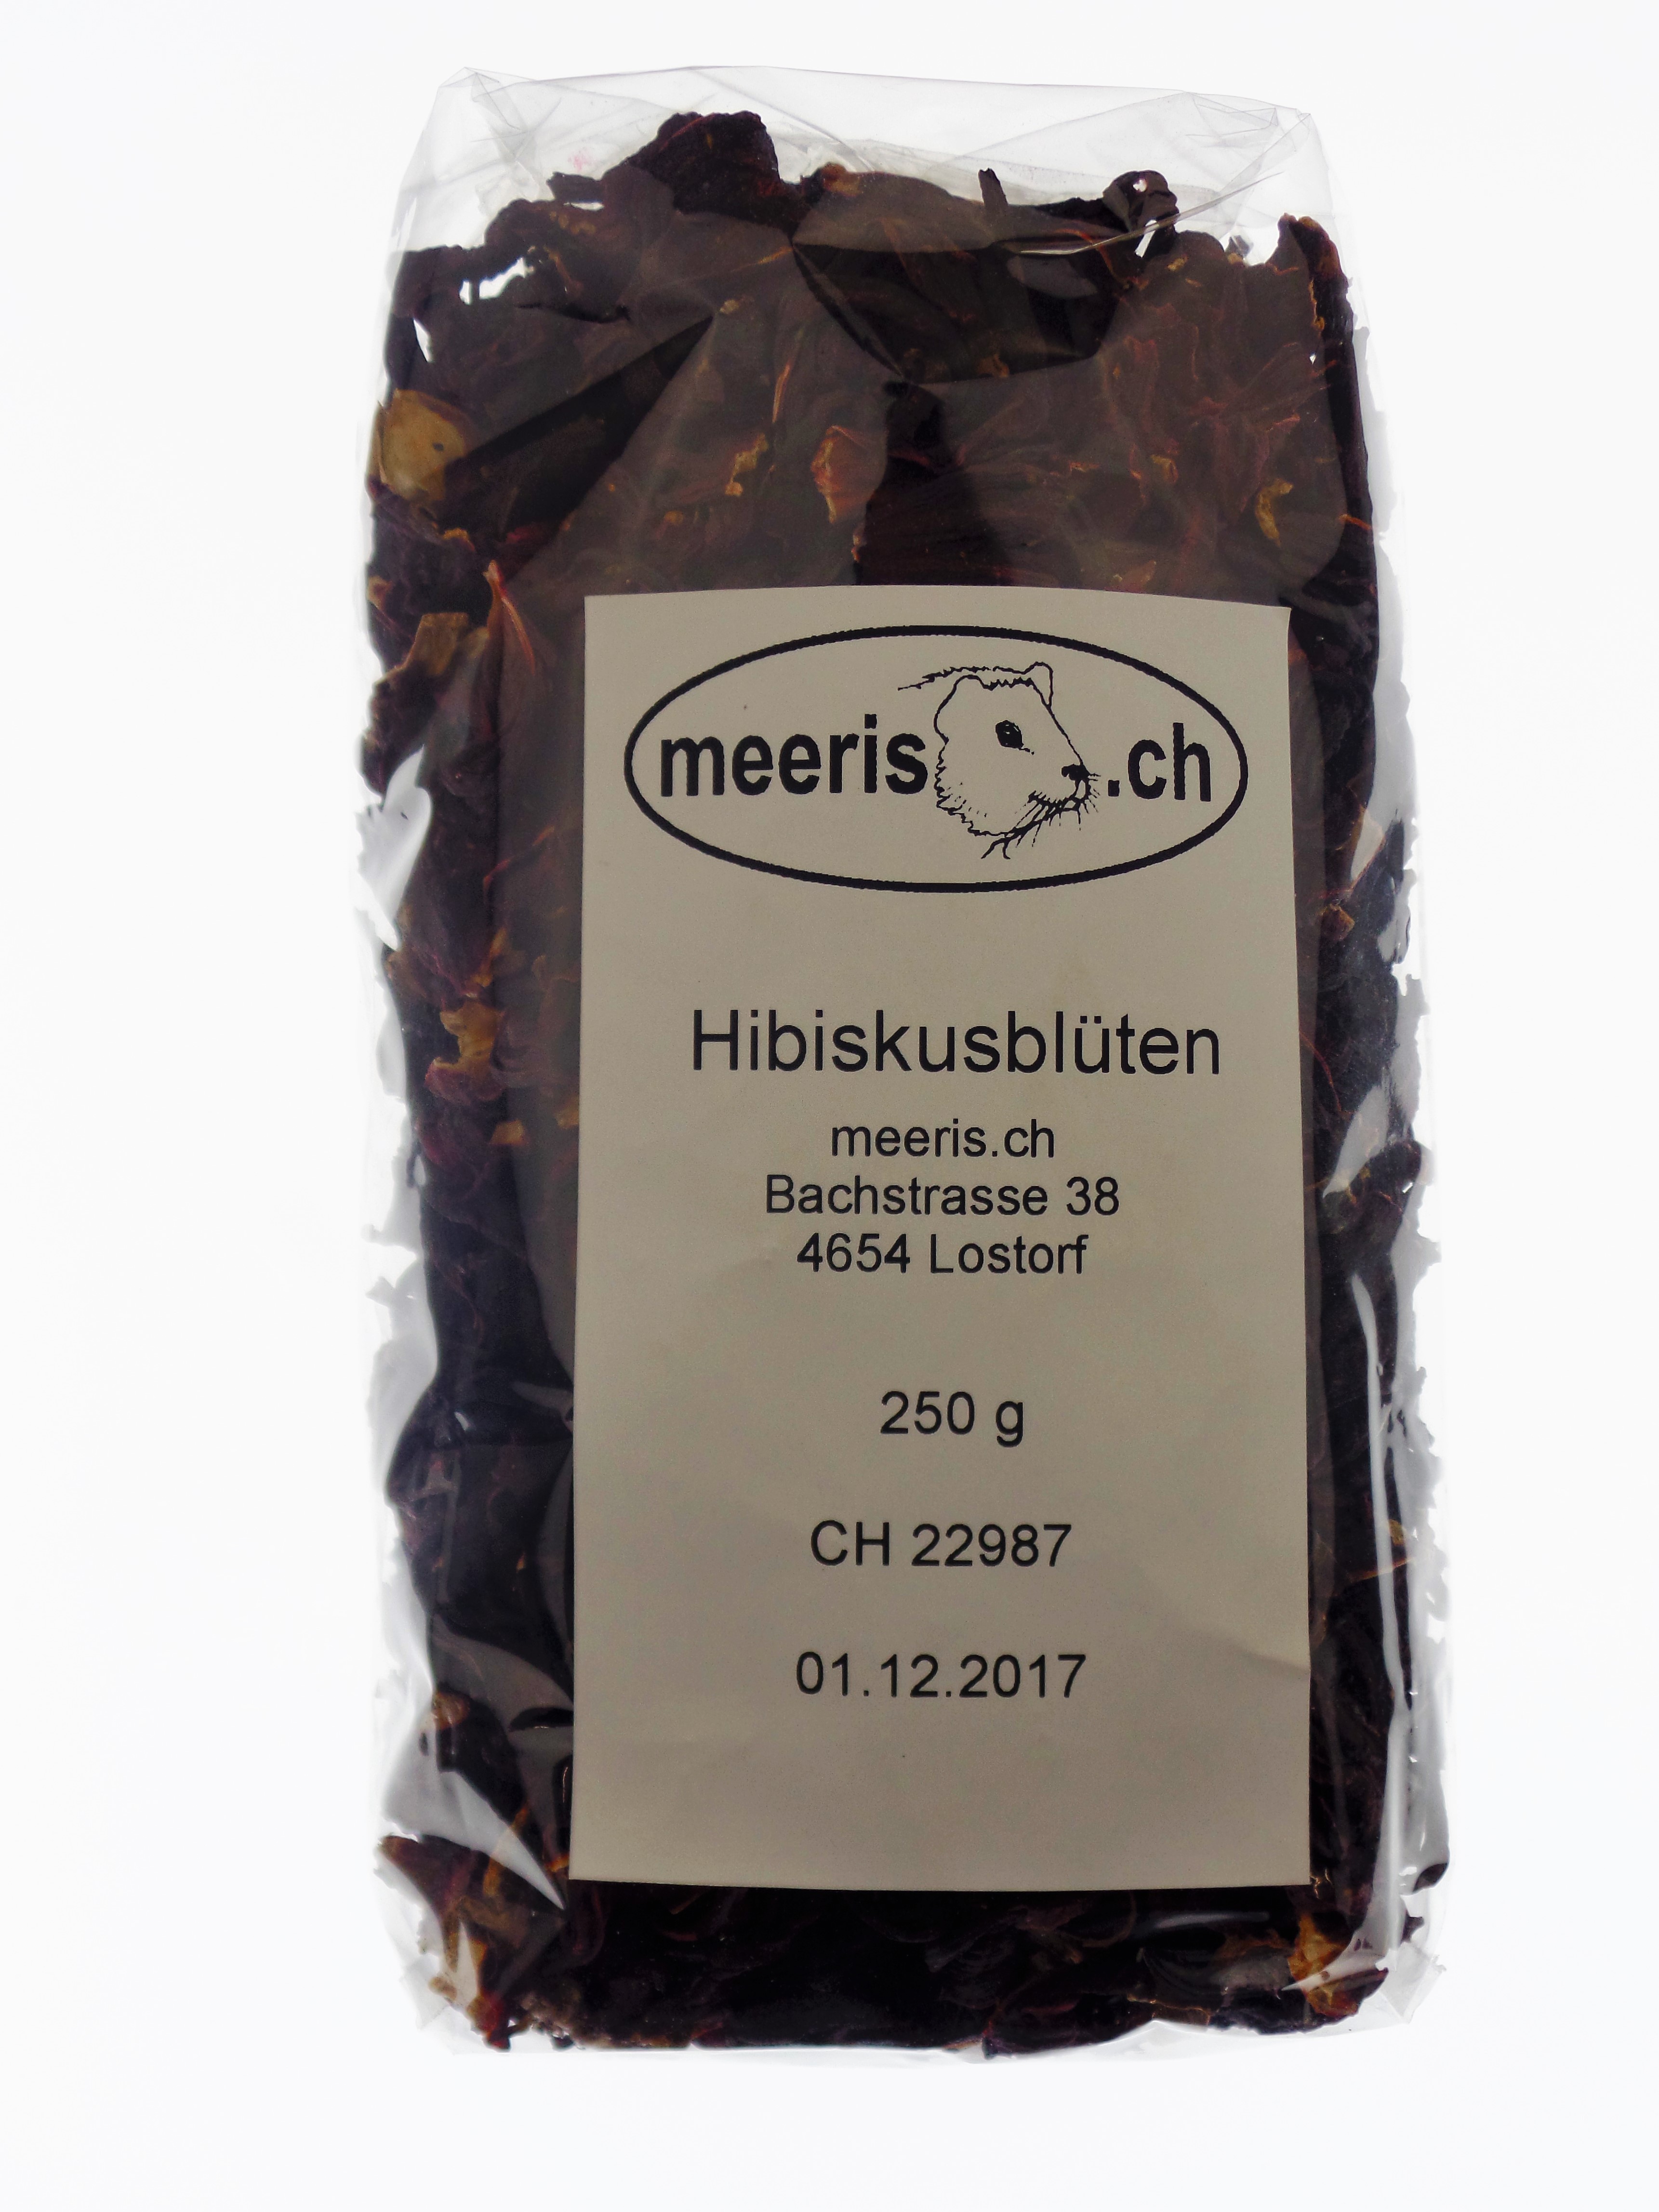 meeris.ch
Hibiskusblüten
meeris.ch
Bachstrasse 38
4654 Lostorf
250 g
CH 22987
01.12.2017